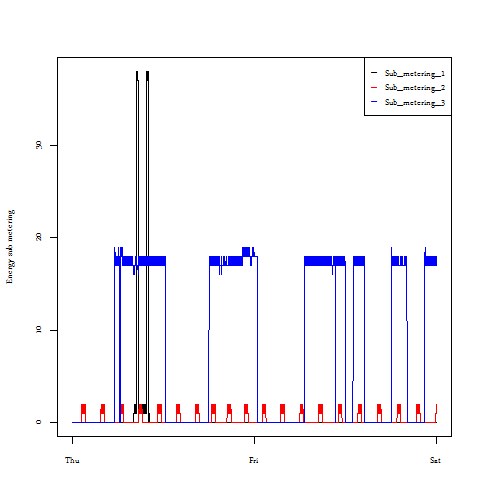 Sub_metering_1
Sub_metering_2
Sub_metering_3
Energy sub metering
30
20
10
0
Thu
Fri
Sat